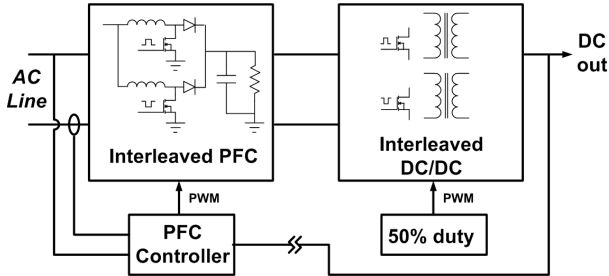 AC
Line
Interleaved PFC
Interleaved
DC/DC
DC
out
PWM
PWM
PFC
Controller
50% duty